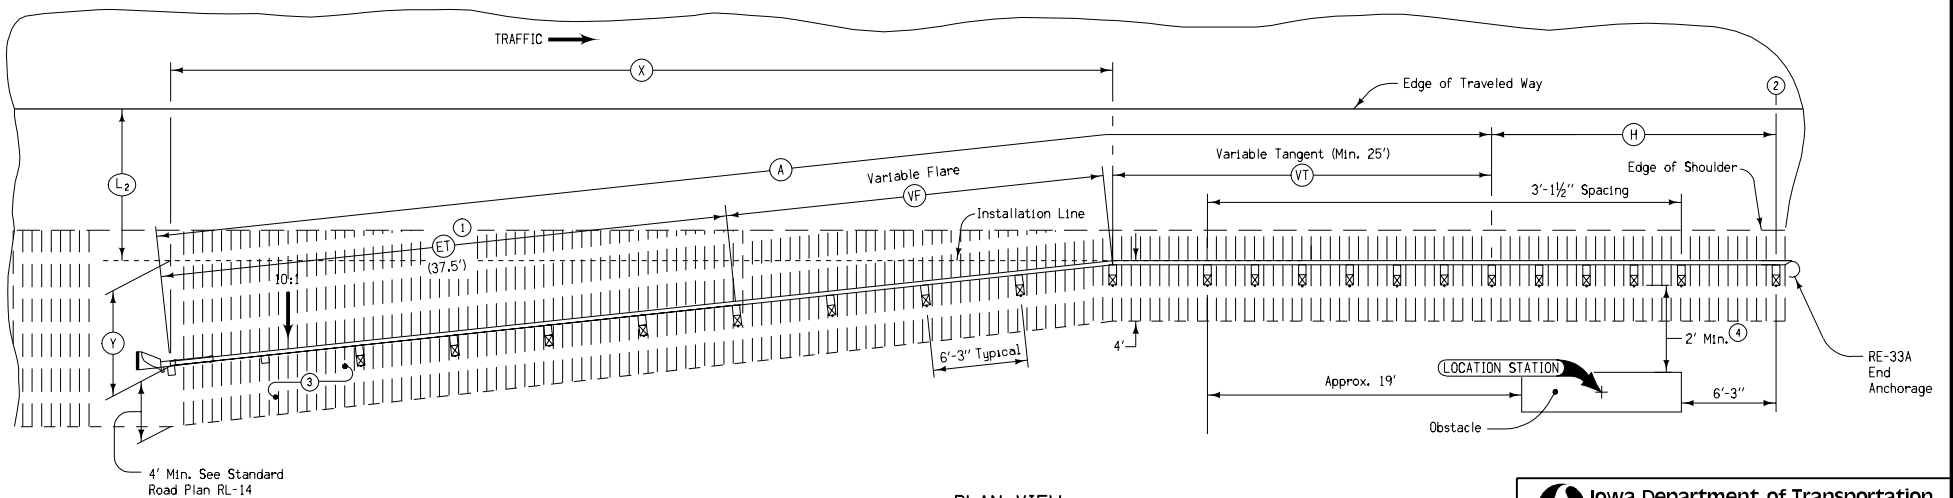 TRAFFIC
X
Edge of Traveled Way
2
H
Variable Tangent (Min. 25')
Edge of Shoulder
A
Variable Flare
VT
L2
VF
3'-1½" Spacing
Installation Line
1
ET
(37.5')
10:1
Y
4'
6'-3" Typical
2' Min. 4
3
LOCATION STATION
RE-33A
End
Anchorage
Approx. 19'
6'-3"
Obstacle
4' Min. See Standard
Road Plan RL-14
PLAN VIEW
Iowa Department of Transportation